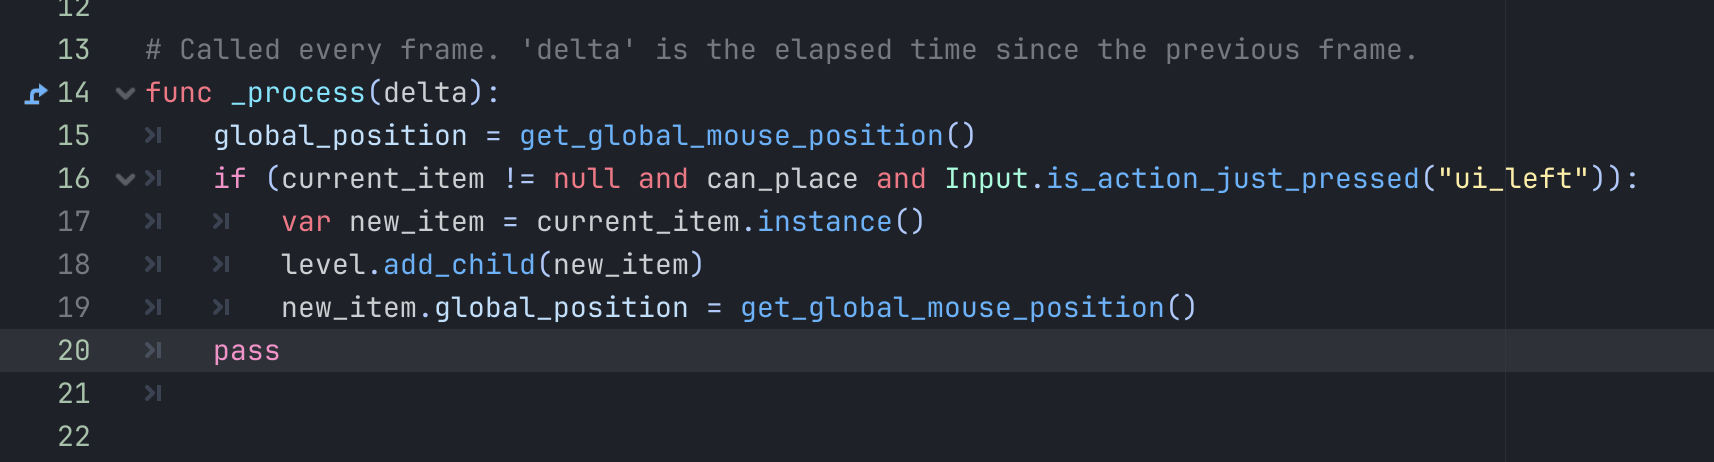 12
13 # Called every frame. 'delta' is the elapsed time since the previous frame.
14 func _process(delta):
15 global_position = get_global_mouse_position()
16 if (current_item != null and can_place and Input.is_action_just_pressed("ui_left")):
17 var new_item = current_item.instance()
18 level.add_child(new_item)
19 new_item.global_position = get_global_mouse_position()
20 pass
21
22